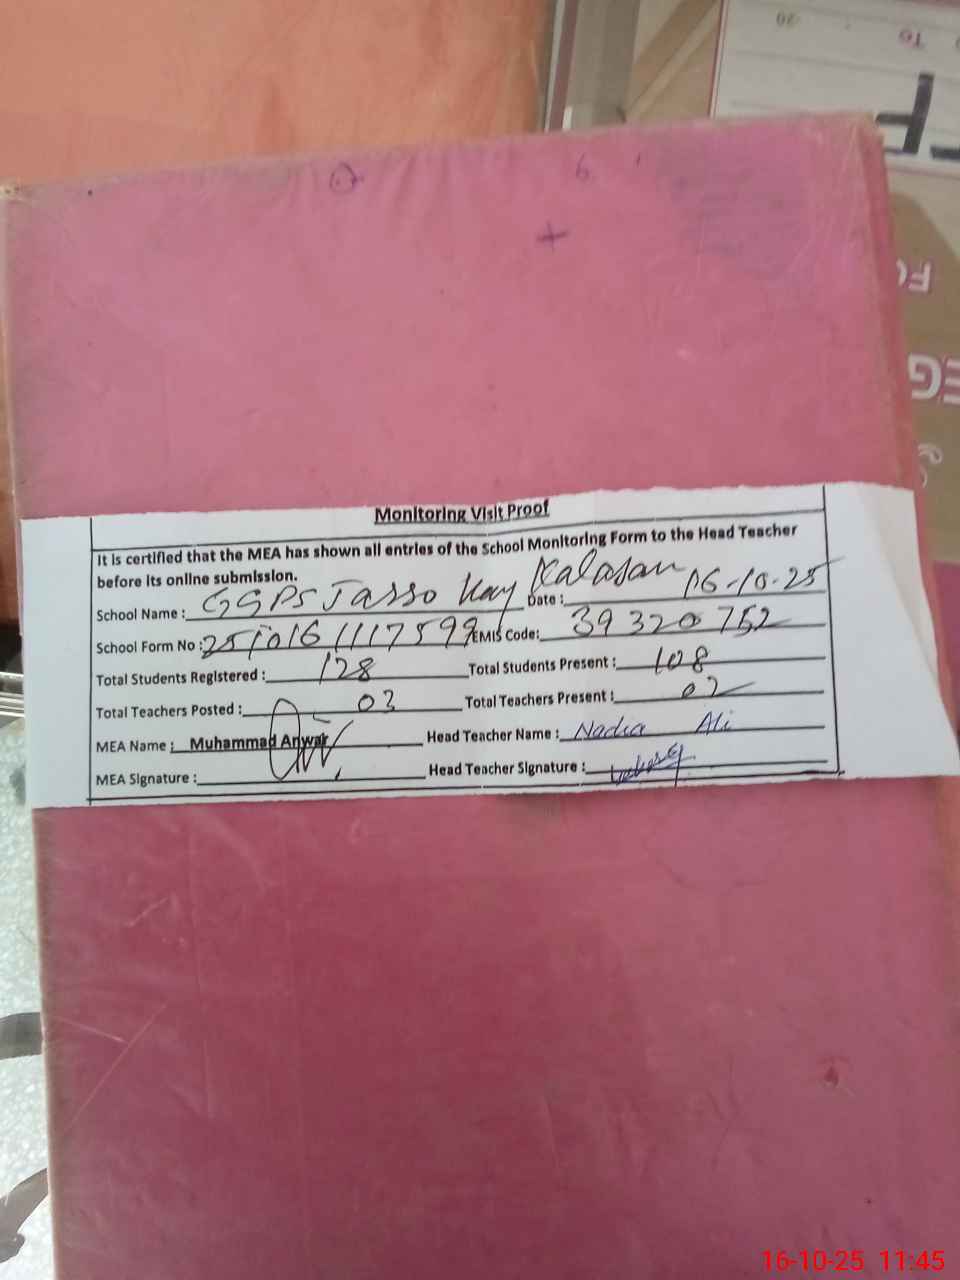 Monitoring Visit Proof
It is certified that the MEA has shown all entries of the School Monitoring Form to the Head Teacher
before its online submission.
School Name : GGPS Jasso Kay Kalasan Date : 16-10-25
School Form No : 2510161117599 EMIS Code: 39320752
Total Students Registered : 128 Total Students Present : 108
Total Teachers Posted : 03 Total Teachers Present : 02
MEA Name : Muhammad Anwar Head Teacher Name : Nadia Ali
MEA Signature : Head Teacher Signature :
16-10-25 11:45